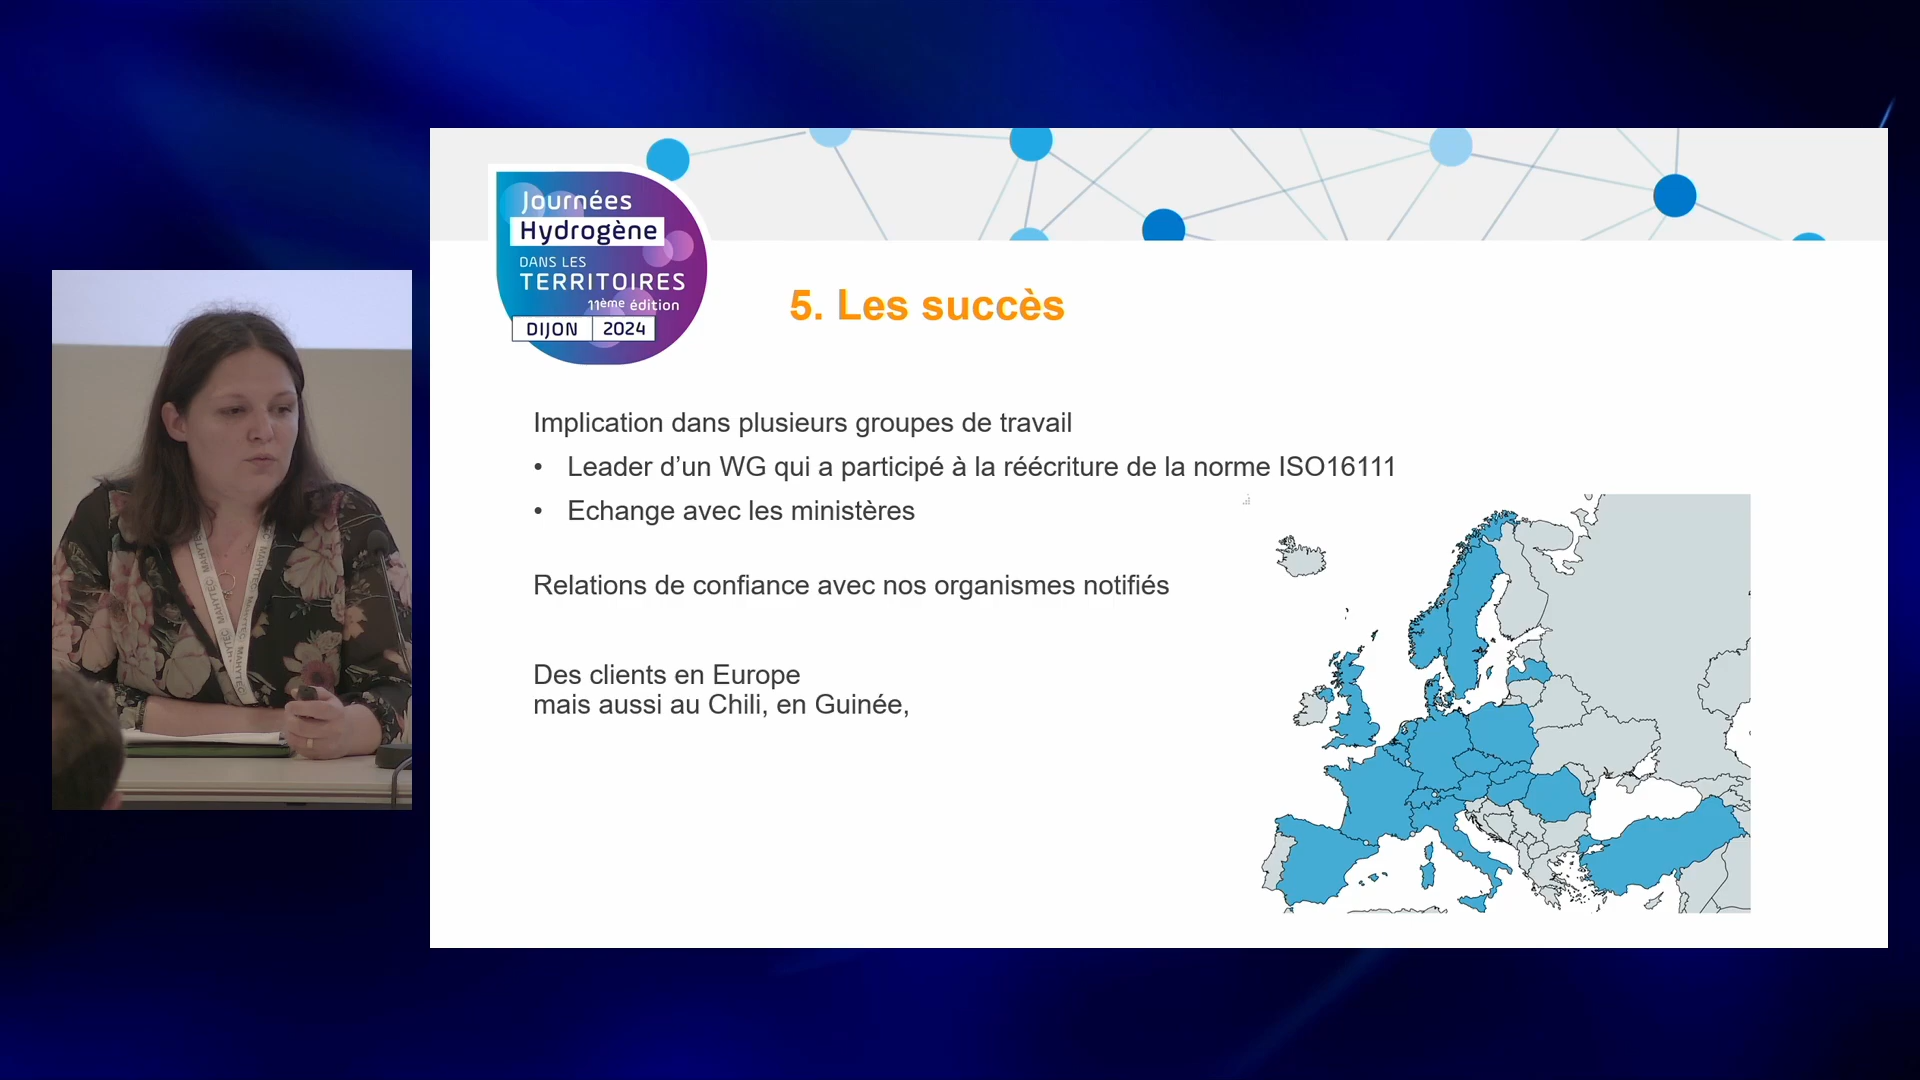 Journées
Hydrogène
DANS LES
TERRITOIRES
11ème édition
DIJON 2024
5. Les succès
Implication dans plusieurs groupes de travail
• Leader d’un WG qui a participé à la réécriture de la norme ISO16111
• Echange avec les ministères
Relations de confiance avec nos organismes notifiés
Des clients en Europe
mais aussi au Chili, en Guinée,
MAHYTEC
MAHYTEC